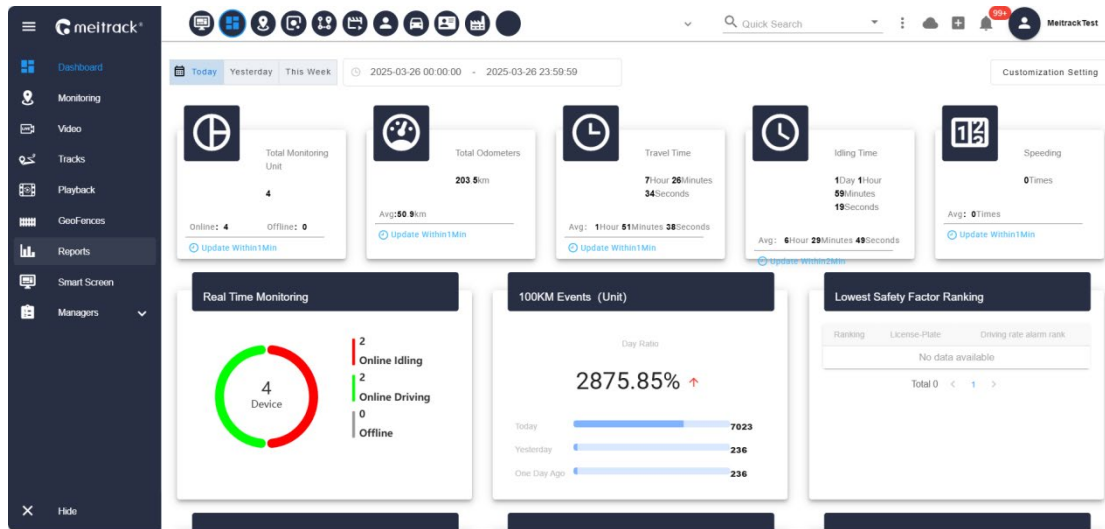 meitrack®
Quick Search
99+
MeitrackTest
Dashboard
Monitoring
Video
Tracks
Playback
GeoFences
Reports
Smart Screen
Managers
Hide
Today Yesterday This Week
2025-03-26 00:00:00 - 2025-03-26 23:59:59
Customization Setting
Total Monitoring
Unit
4
Online: 4 Offline: 0
Update Within1Min
Total Odometers
203.5km
Avg:50.9km
Update Within1Min
Travel Time
7Hour 26Minutes
34Seconds
Avg: 1Hour 51Minutes 38Seconds
Update Within1Min
Idling Time
1Day 1Hour
59Minutes
19Seconds
Avg: 6Hour 29Minutes 49Seconds
Update Within2Min
Speeding
0Times
Avg: 0Times
Update Within1Min
Real Time Monitoring
4
Device
2
Online Idling
2
Online Driving
0
Offline
100KM Events (Unit)
Day Ratio
2875.85% ↑
Today 7023
Yesterday 236
One Day Ago 236
Lowest Safety Factor Ranking
Ranking License-Plate Driving rate alarm rank
No data available
Total 0 < 1 >